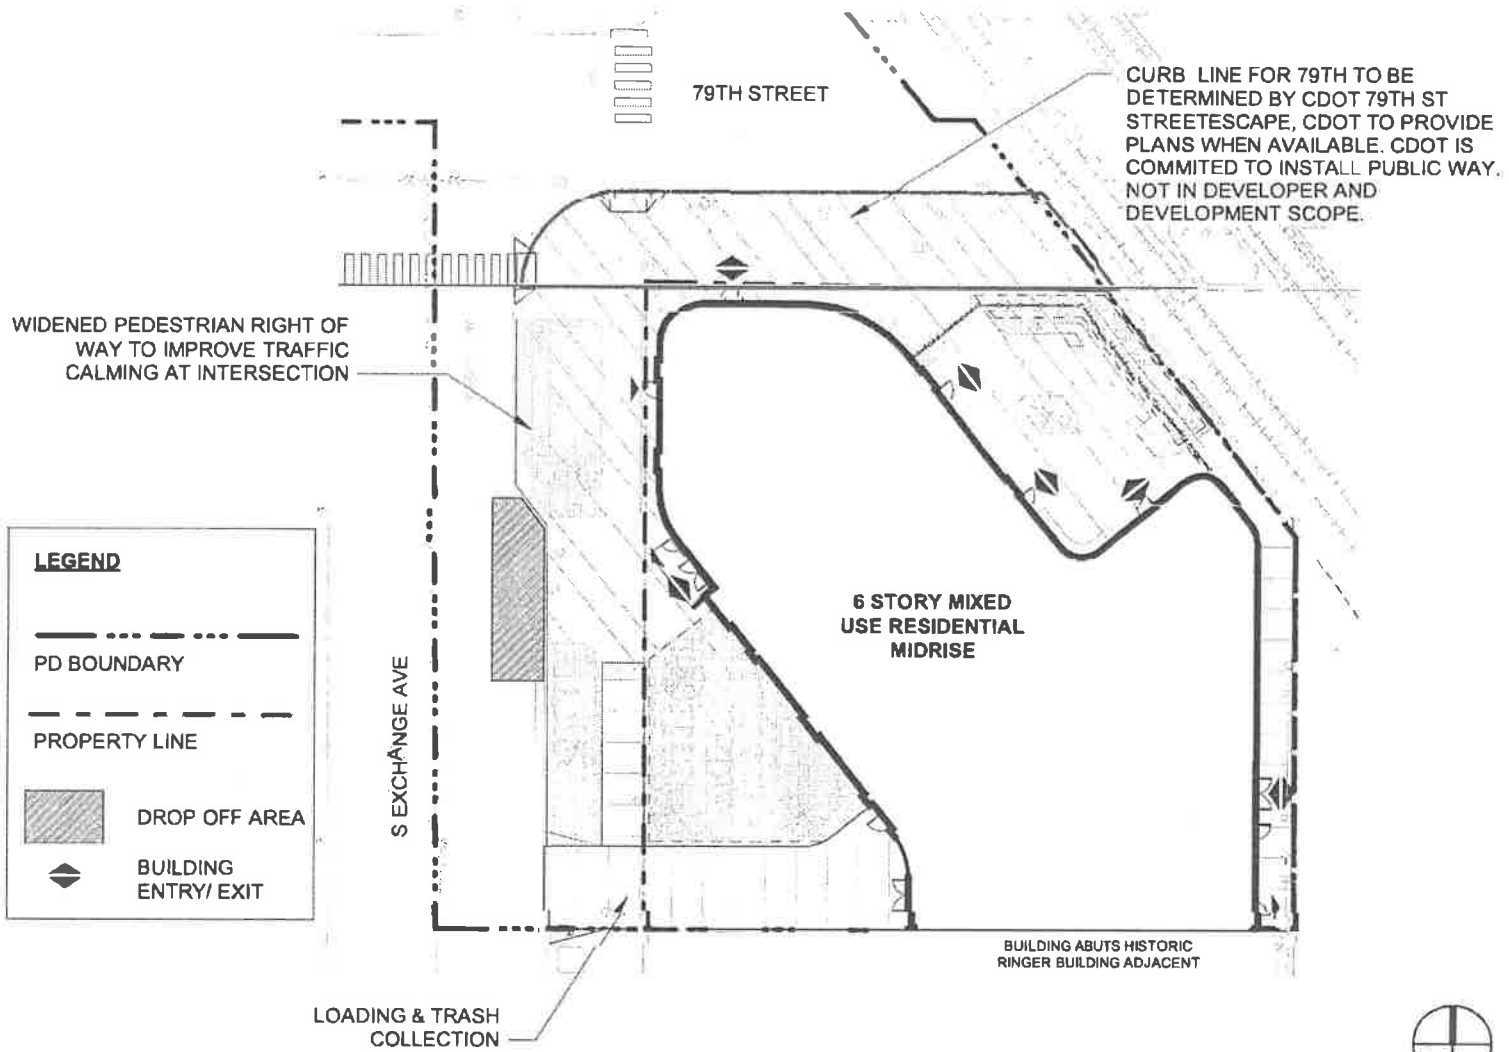 79TH STREET
CURB LINE FOR 79TH TO BE
DETERMINED BY CDOT 79TH ST
STREETESCAPE, CDOT TO PROVIDE
PLANS WHEN AVAILABLE. CDOT IS
COMMITED TO INSTALL PUBLIC WAY.
NOT IN DEVELOPER AND
DEVELOPMENT SCOPE.
WIDENED PEDESTRIAN RIGHT OF
WAY TO IMPROVE TRAFFIC
CALMING AT INTERSECTION
LEGEND
PD BOUNDARY
PROPERTY LINE
DROP OFF AREA
BUILDING
ENTRY/ EXIT
S EXCHANGE AVE
6 STORY MIXED
USE RESIDENTIAL
MIDRISE
BUILDING ABUTS HISTORIC
RINGER BUILDING ADJACENT
LOADING & TRASH
COLLECTION